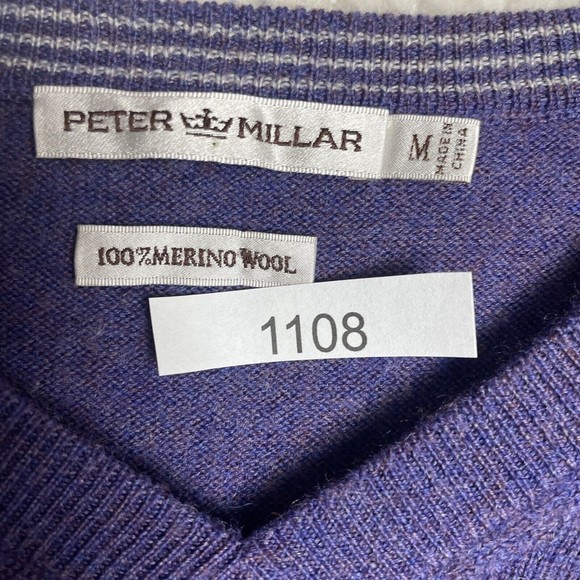 PETER MILLAR
M
MADE IN
CHINA
100% MERINO WOOL
1108